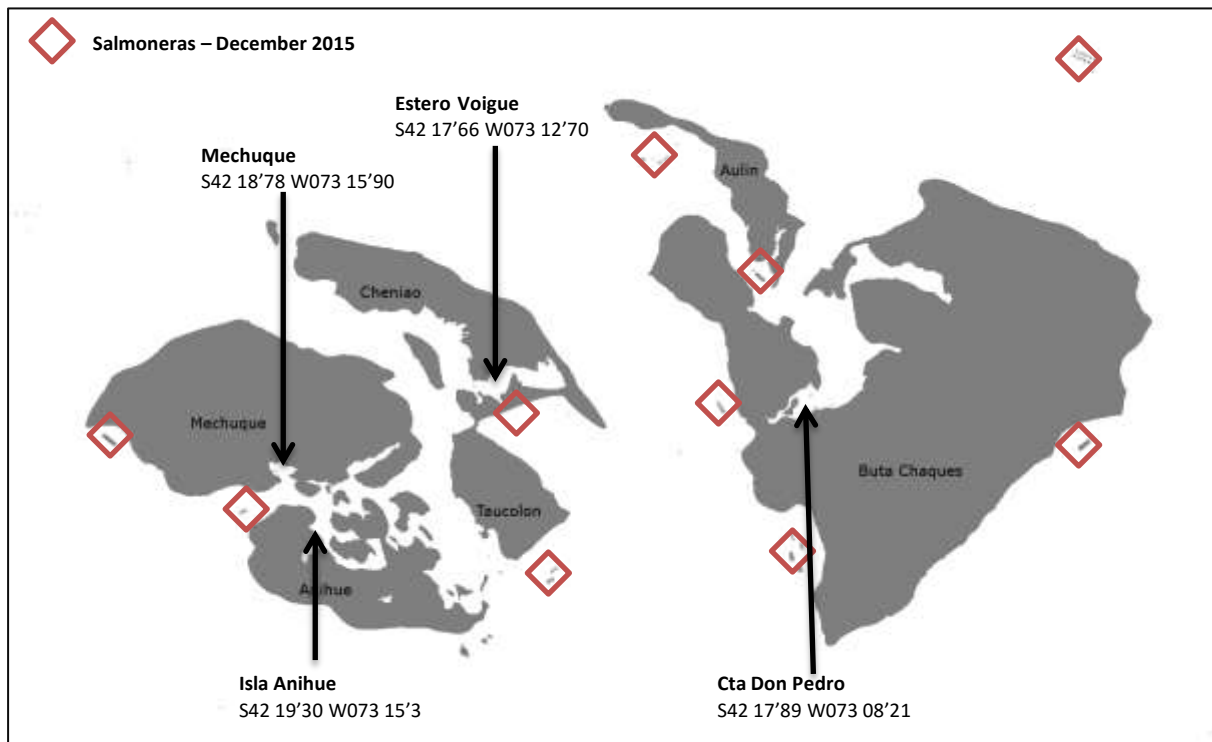 Salmoneras – December 2015
Estero Voigue
S42 17’66 W073 12’70
Mechuque
S42 18’78 W073 15’90
Aulin
Cheniao
Mechuque
Buta Chaques
Taucolon
Anihue
Isla Anihue
S42 19’30 W073 15’3
Cta Don Pedro
S42 17’89 W073 08’21